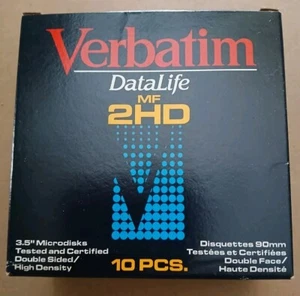 Verbatim
DataLife
MF
2HD
3.5" Microdisks
Tested and Certified
Double Sided/
High Density
Disquettes 90mm
Testées et Certifiées
Double Face/
Haute Densité
10 PCS.